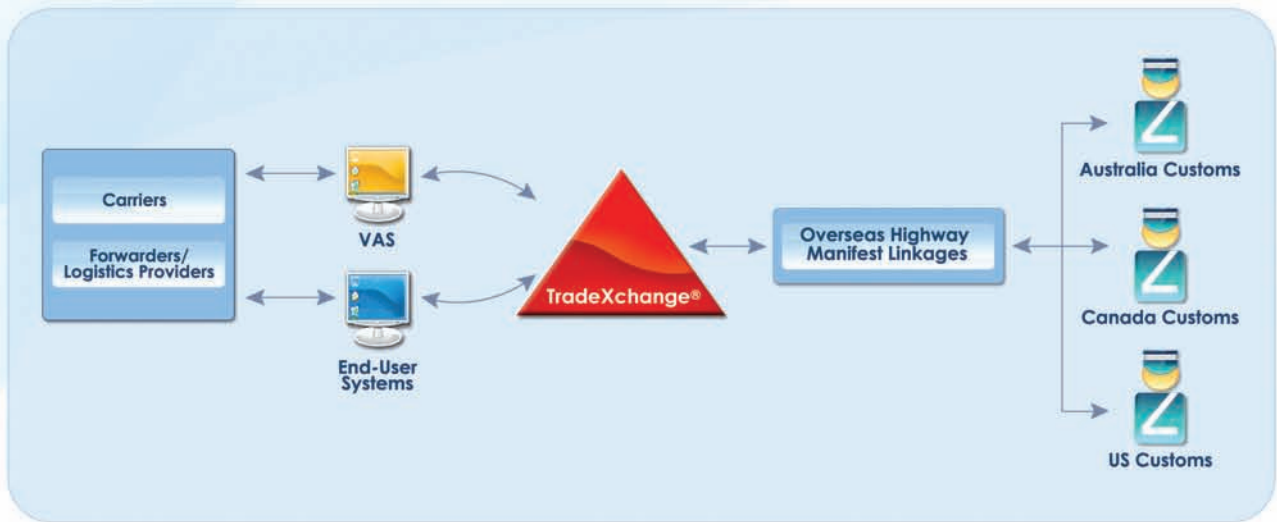 Carriers
Forwarders/
Logistics Providers
VAS
End-User
Systems
TradeXchange®
Overseas Highway
Manifest Linkages
Australia Customs
Canada Customs
US Customs